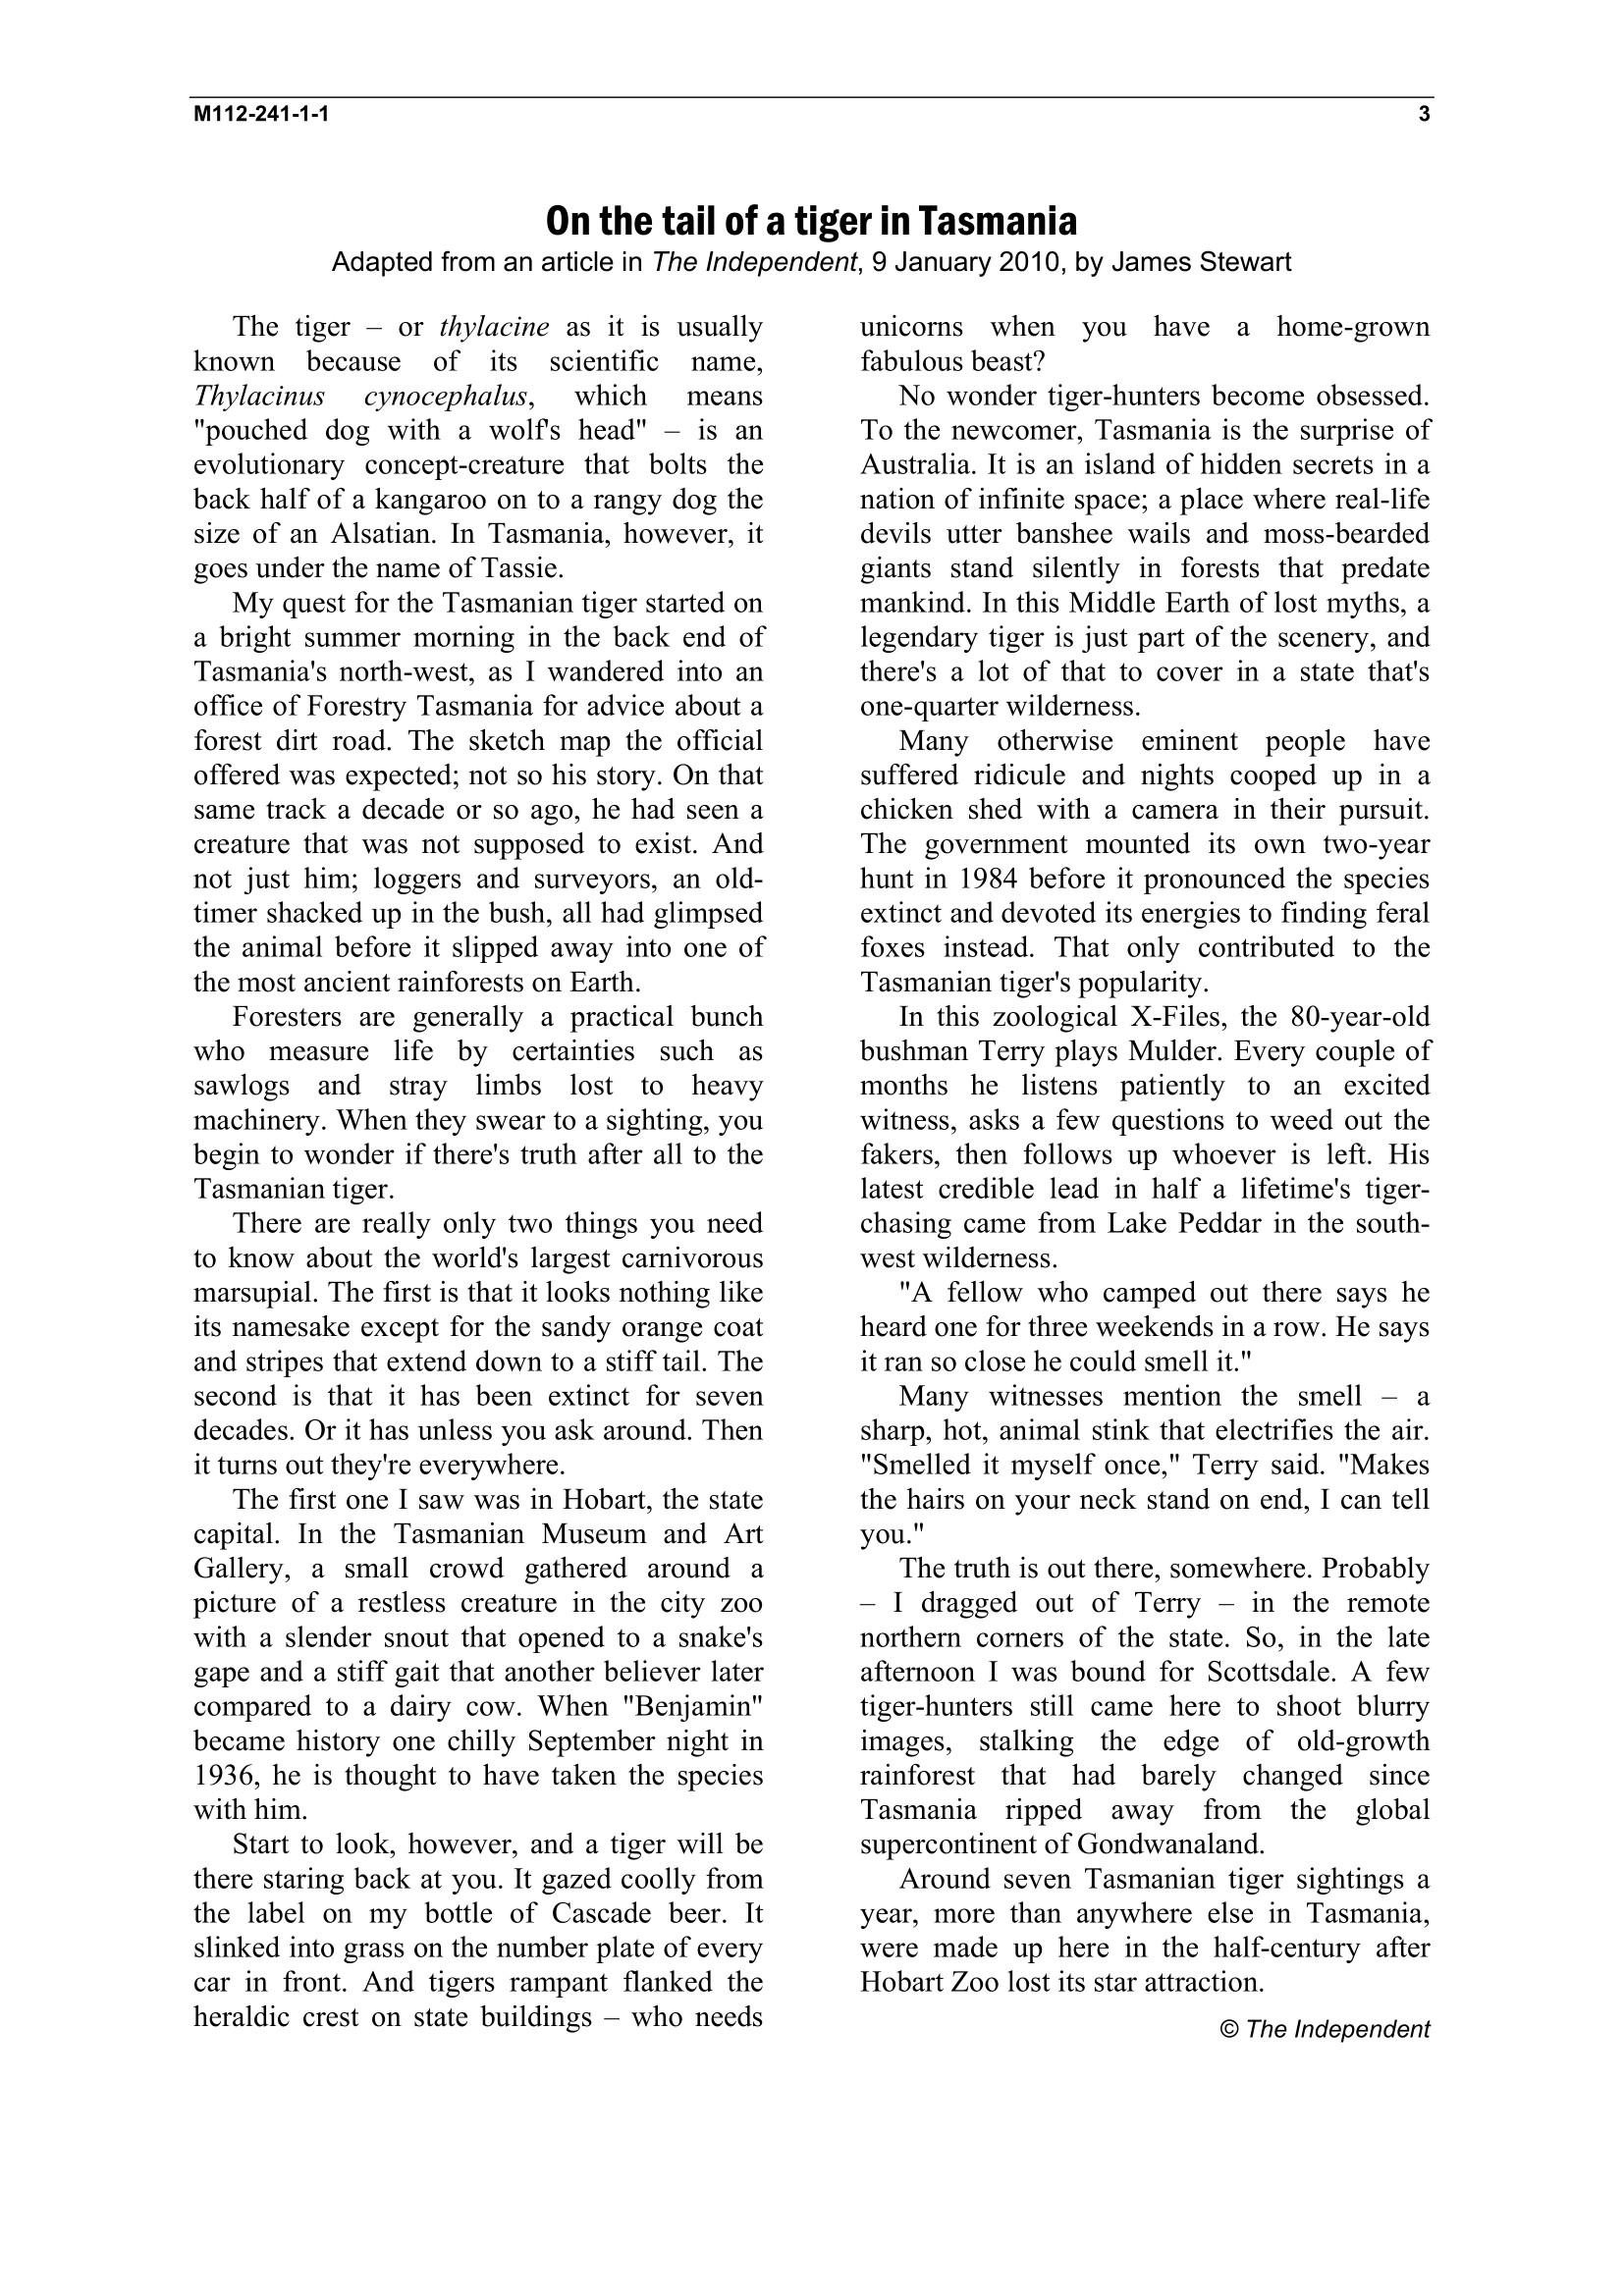 M112-241-1-1 3
On the tail of a tiger in Tasmania
Adapted from an article in The Independent, 9 January 2010, by James Stewart
The tiger – or thylacine as it is usually
known because of its scientific name,
Thylacinus cynocephalus, which means
"pouched dog with a wolf's head" – is an
evolutionary concept-creature that bolts the
back half of a kangaroo on to a rangy dog the
size of an Alsatian. In Tasmania, however, it
goes under the name of Tassie.
My quest for the Tasmanian tiger started on
a bright summer morning in the back end of
Tasmania's north-west, as I wandered into an
office of Forestry Tasmania for advice about a
forest dirt road. The sketch map the official
offered was expected; not so his story. On that
same track a decade or so ago, he had seen a
creature that was not supposed to exist. And
not just him; loggers and surveyors, an old-
timer shacked up in the bush, all had glimpsed
the animal before it slipped away into one of
the most ancient rainforests on Earth.
Foresters are generally a practical bunch
who measure life by certainties such as
sawlogs and stray limbs lost to heavy
machinery. When they swear to a sighting, you
begin to wonder if there's truth after all to the
Tasmanian tiger.
There are really only two things you need
to know about the world's largest carnivorous
marsupial. The first is that it looks nothing like
its namesake except for the sandy orange coat
and stripes that extend down to a stiff tail. The
second is that it has been extinct for seven
decades. Or it has unless you ask around. Then
it turns out they're everywhere.
The first one I saw was in Hobart, the state
capital. In the Tasmanian Museum and Art
Gallery, a small crowd gathered around a
picture of a restless creature in the city zoo
with a slender snout that opened to a snake's
gape and a stiff gait that another believer later
compared to a dairy cow. When "Benjamin"
became history one chilly September night in
1936, he is thought to have taken the species
with him.
Start to look, however, and a tiger will be
there staring back at you. It gazed coolly from
the label on my bottle of Cascade beer. It
slinked into grass on the number plate of every
car in front. And tigers rampant flanked the
heraldic crest on state buildings – who needs
unicorns when you have a home-grown
fabulous beast?
No wonder tiger-hunters become obsessed.
To the newcomer, Tasmania is the surprise of
Australia. It is an island of hidden secrets in a
nation of infinite space; a place where real-life
devils utter banshee wails and moss-bearded
giants stand silently in forests that predate
mankind. In this Middle Earth of lost myths, a
legendary tiger is just part of the scenery, and
there's a lot of that to cover in a state that's
one-quarter wilderness.
Many otherwise eminent people have
suffered ridicule and nights cooped up in a
chicken shed with a camera in their pursuit.
The government mounted its own two-year
hunt in 1984 before it pronounced the species
extinct and devoted its energies to finding feral
foxes instead. That only contributed to the
Tasmanian tiger's popularity.
In this zoological X-Files, the 80-year-old
bushman Terry plays Mulder. Every couple of
months he listens patiently to an excited
witness, asks a few questions to weed out the
fakers, then follows up whoever is left. His
latest credible lead in half a lifetime's tiger-
chasing came from Lake Peddar in the south-
west wilderness.
"A fellow who camped out there says he
heard one for three weekends in a row. He says
it ran so close he could smell it."
Many witnesses mention the smell – a
sharp, hot, animal stink that electrifies the air.
"Smelled it myself once," Terry said. "Makes
the hairs on your neck stand on end, I can tell
you."
The truth is out there, somewhere. Probably
– I dragged out of Terry – in the remote
northern corners of the state. So, in the late
afternoon I was bound for Scottsdale. A few
tiger-hunters still came here to shoot blurry
images, stalking the edge of old-growth
rainforest that had barely changed since
Tasmania ripped away from the global
supercontinent of Gondwanaland.
Around seven Tasmanian tiger sightings a
year, more than anywhere else in Tasmania,
were made up here in the half-century after
Hobart Zoo lost its star attraction.
© The Independent